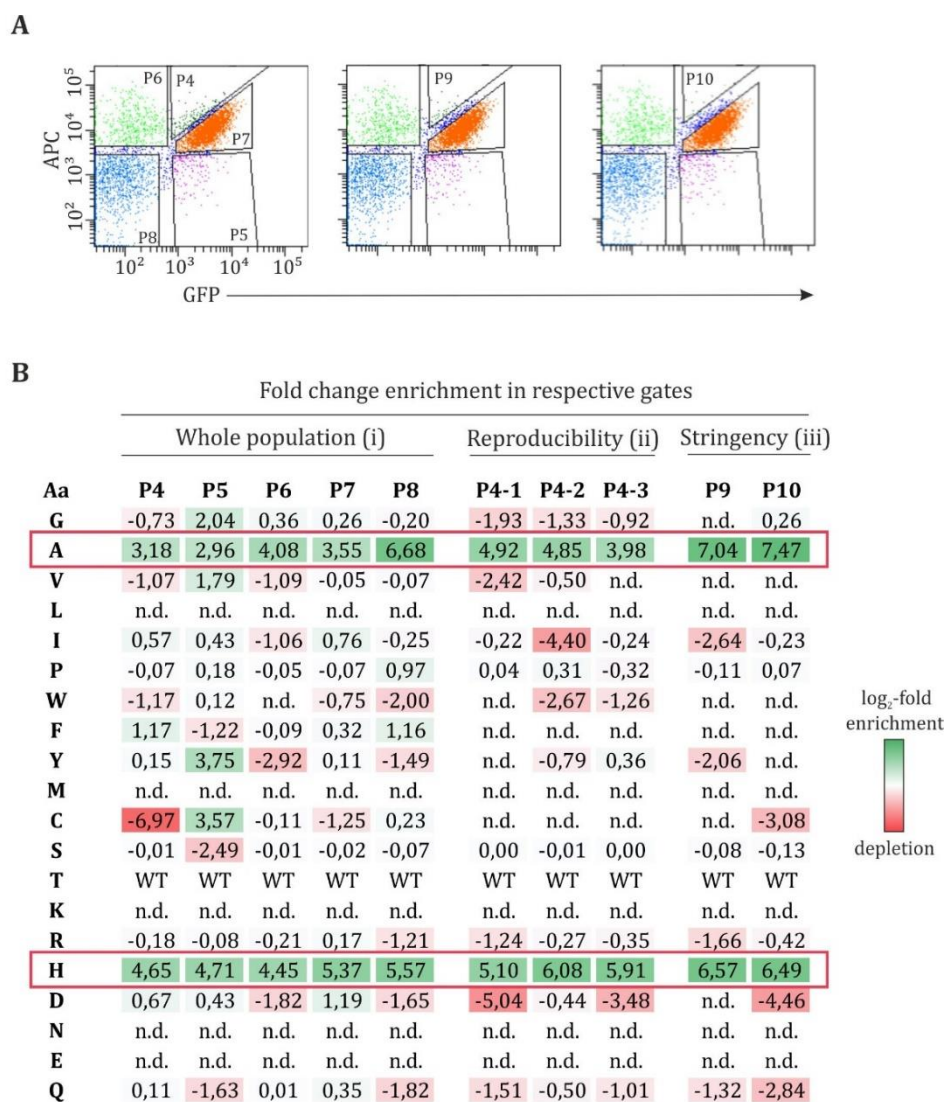 A
P6 P4 P9 P10
10⁵
10⁴
10³
10²
APC
P7
P8 P5
10² 10³ 10⁴ 10⁵
GFP
B
Fold change enrichment in respective gates
Whole population (i) Reproducibility (ii) Stringency (iii)
Aa P4 P5 P6 P7 P8 P4-1 P4-2 P4-3 P9 P10
G -0,73 2,04 0,36 0,26 -0,20 -1,93 -1,33 -0,92 n.d. 0,26
A 3,18 2,96 4,08 3,55 6,68 4,92 4,85 3,98 7,04 7,47
V -1,07 1,79 -1,09 -0,05 -0,07 -2,42 -0,50 n.d. n.d. n.d.
L n.d. n.d. n.d. n.d. n.d. n.d. n.d. n.d. n.d. n.d.
I 0,57 0,43 -1,06 0,76 -0,25 -0,22 -4,40 -0,24 -2,64 -0,23
P -0,07 0,18 -0,05 -0,07 0,97 0,04 0,31 -0,32 -0,11 0,07
W -1,17 0,12 n.d. -0,75 -2,00 n.d. -2,67 -1,26 n.d. n.d.
F 1,17 -1,22 -0,09 0,32 1,16 n.d. n.d. n.d. n.d. n.d.
Y 0,15 3,75 -2,92 0,11 -1,49 n.d. -0,79 0,36 -2,06 n.d.
M n.d. n.d. n.d. n.d. n.d. n.d. n.d. n.d. n.d. n.d.
C -6,97 3,57 -0,11 -1,25 0,23 n.d. n.d. n.d. n.d. -3,08
S -0,01 -2,49 -0,01 -0,02 -0,07 0,00 -0,01 0,00 -0,08 -0,13
T WT WT WT WT WT WT WT WT WT WT
K n.d. n.d. n.d. n.d. n.d. n.d. n.d. n.d. n.d. n.d.
R -0,18 -0,08 -0,21 0,17 -1,21 -1,24 -0,27 -0,35 -1,66 -0,42
H 4,65 4,71 4,45 5,37 5,57 5,10 6,08 5,91 6,57 6,49
D 0,67 0,43 -1,82 1,19 -1,65 -5,04 -0,44 -3,48 n.d. -4,46
N n.d. n.d. n.d. n.d. n.d. n.d. n.d. n.d. n.d. n.d.
E n.d. n.d. n.d. n.d. n.d. n.d. n.d. n.d. n.d. n.d.
Q 0,11 -1,63 0,01 0,35 -1,82 -1,51 -0,50 -1,01 -1,32 -2,84
log₂-fold
enrichment
depletion